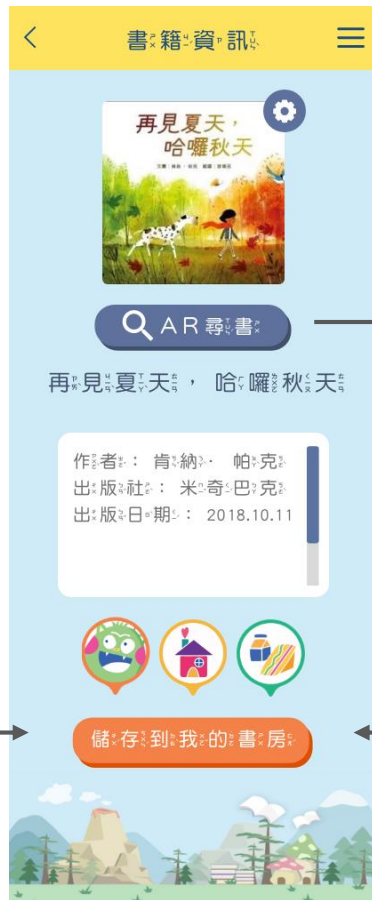 書籍資訊
再見夏天，
哈囉秋天
AR尋書
再見夏天， 哈囉秋天
作者： 肯納． 帕克
出版社： 米奇巴克
出版日期： 2018.10.11
儲存到我的書房